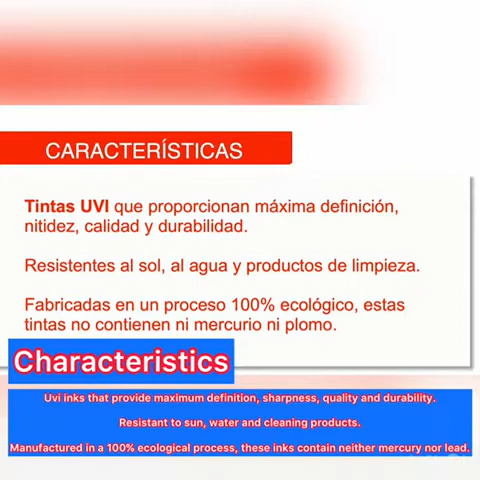 CARACTERÍSTICAS
Tintas UVI que proporcionan máxima definición,
nitidez, calidad y durabilidad.
Resistentes al sol, al agua y productos de limpieza.
Fabricadas en un proceso 100% ecológico, estas
tintas no contienen ni mercurio ni plomo.
Characteristics
Uvi inks that provide maximum definition, sharpness, quality and durability.
Resistant to sun, water and cleaning products.
Manufactured in a 100% ecological process, these inks contain neither mercury nor lead.